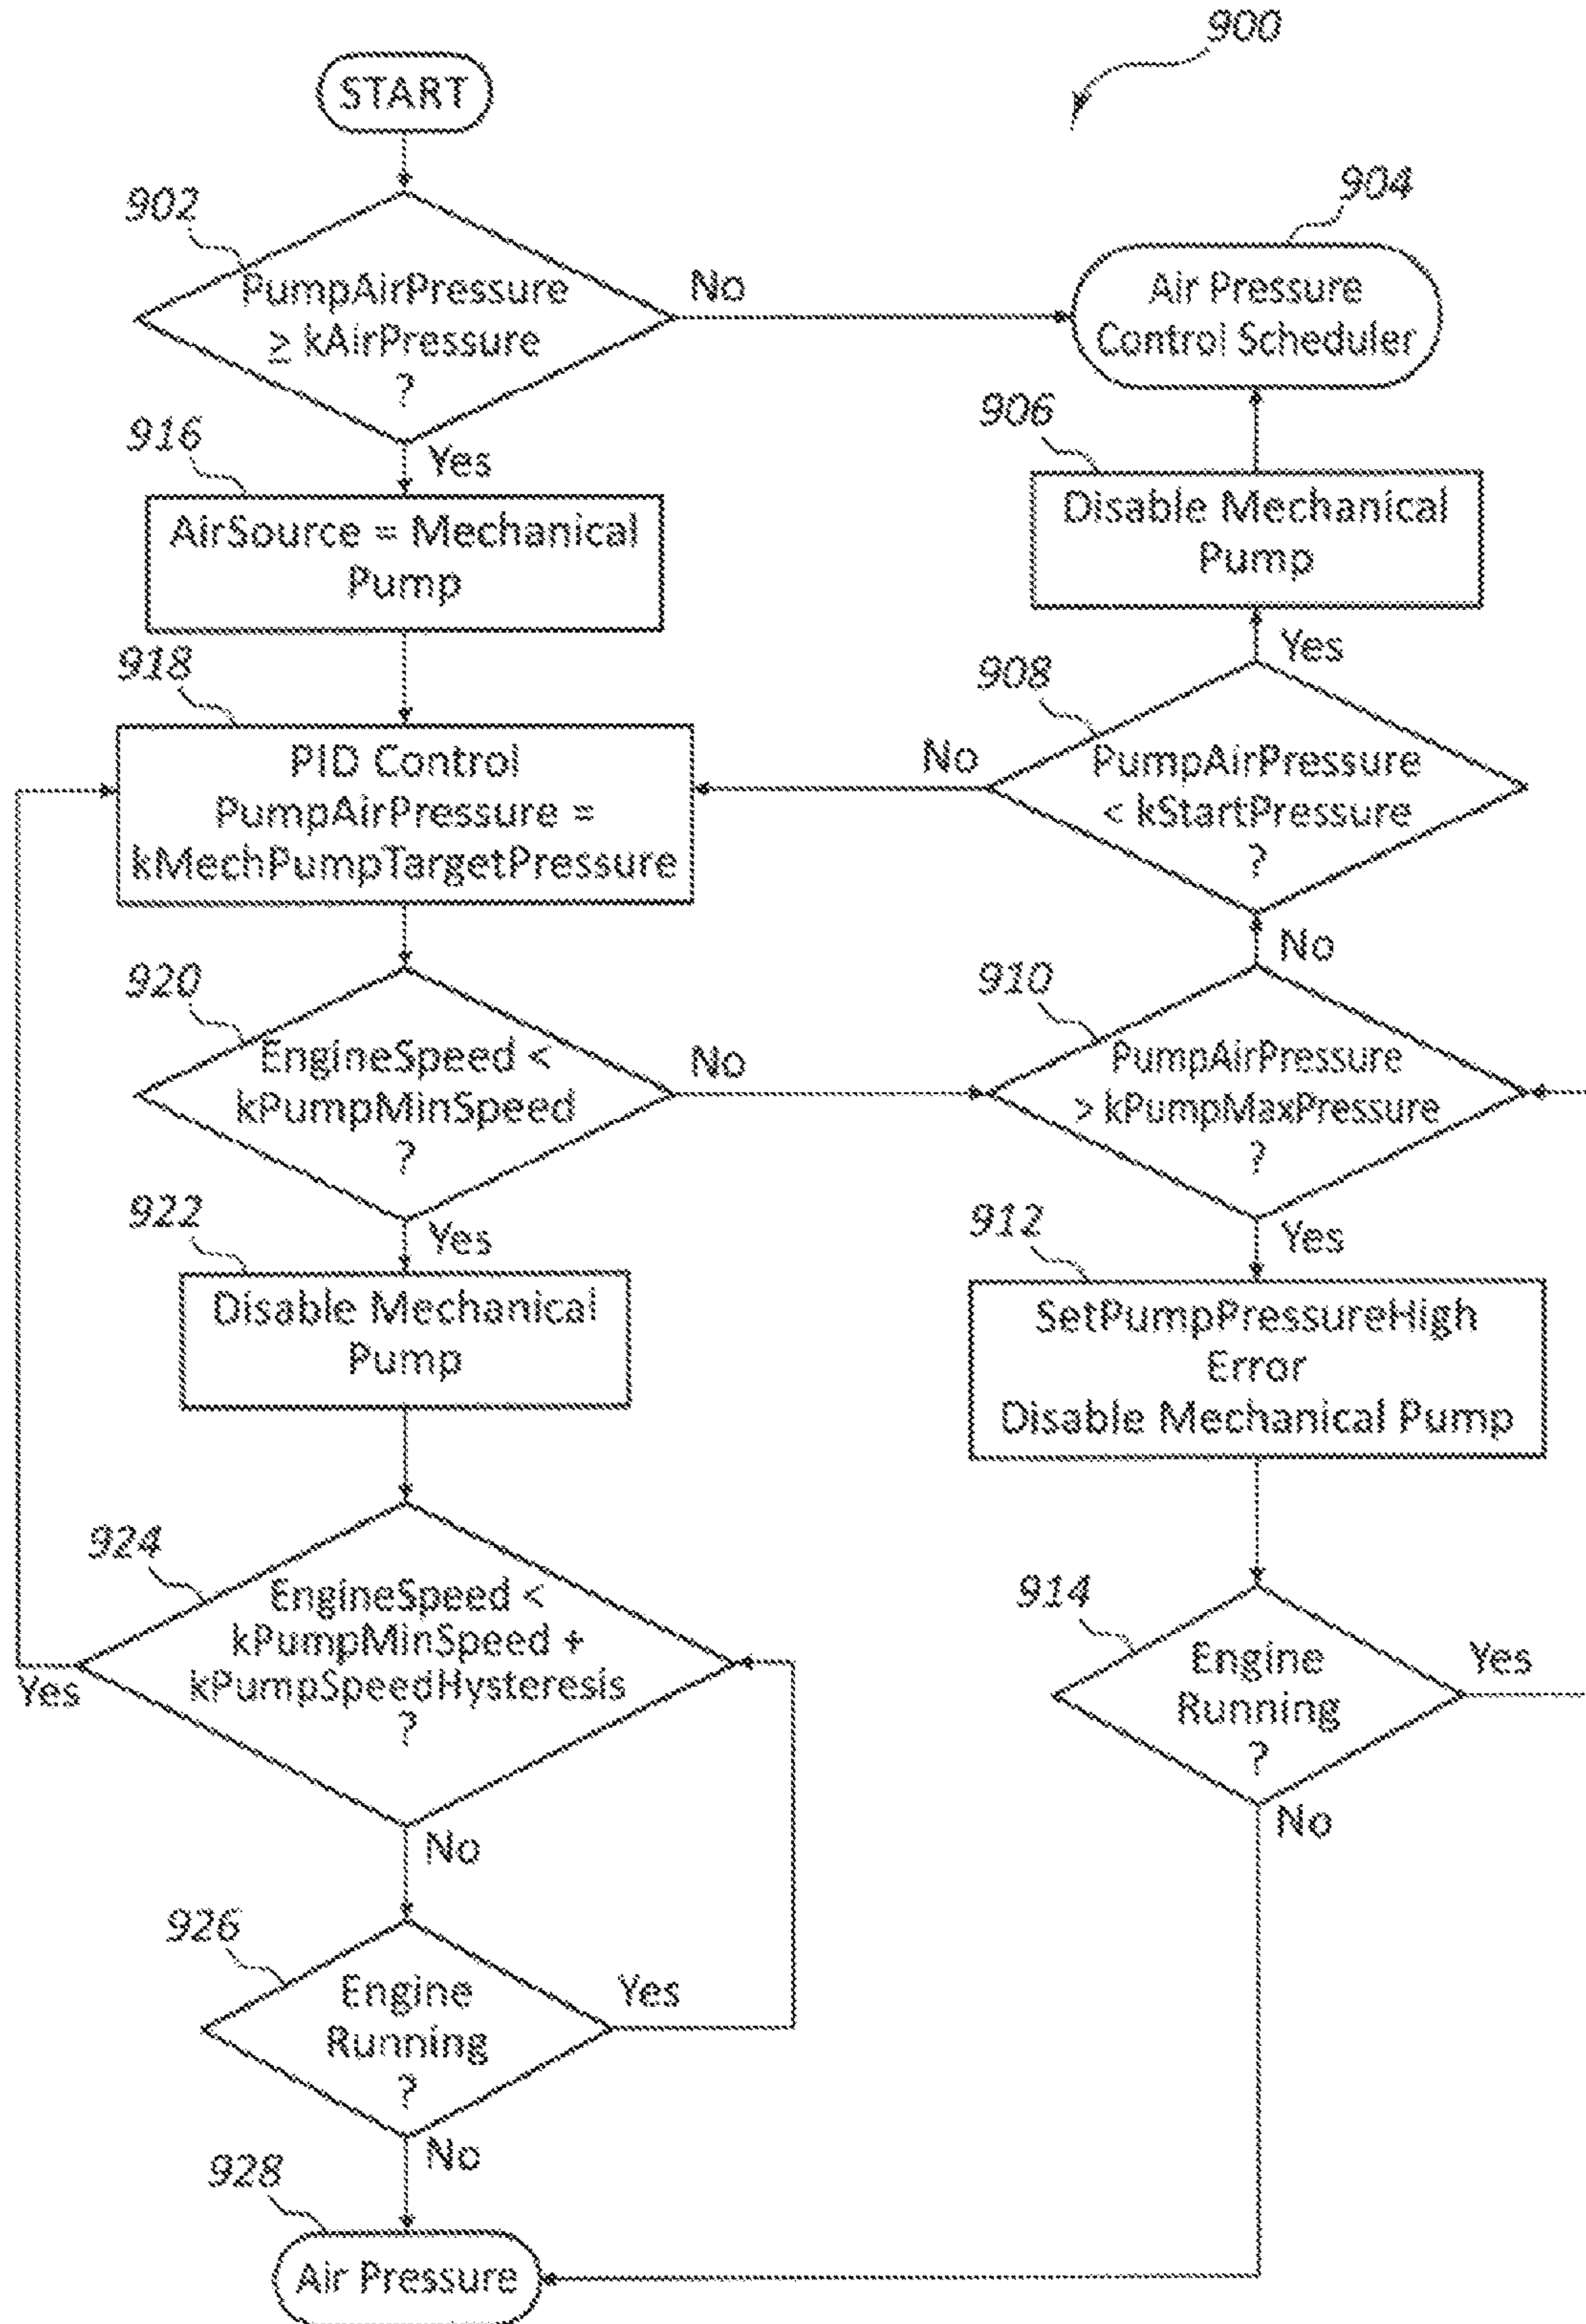 900
START
902
PumpAirPressure
≥ kAirPressure
?
No
Yes
904
Air Pressure
Control Scheduler
916
AirSource = Mechanical
Pump
906
Disable Mechanical
Pump
918
PID Control
PumpAirPressure =
kMechPumpTargetPressure
908
PumpAirPressure
< kStartPressure
?
Yes
No
920
EngineSpeed <
kPumpMinSpeed
?
No
Yes
910
PumpAirPressure
> kPumpMaxPressure
?
No
Yes
922
Disable Mechanical
Pump
912
SetPumpPressureHigh
Error
Disable Mechanical Pump
924
EngineSpeed <
kPumpMinSpeed +
kPumpSpeedHysteresis
?
Yes
No
914
Engine
Running
?
Yes
No
926
Engine
Running
?
Yes
No
928
Air Pressure